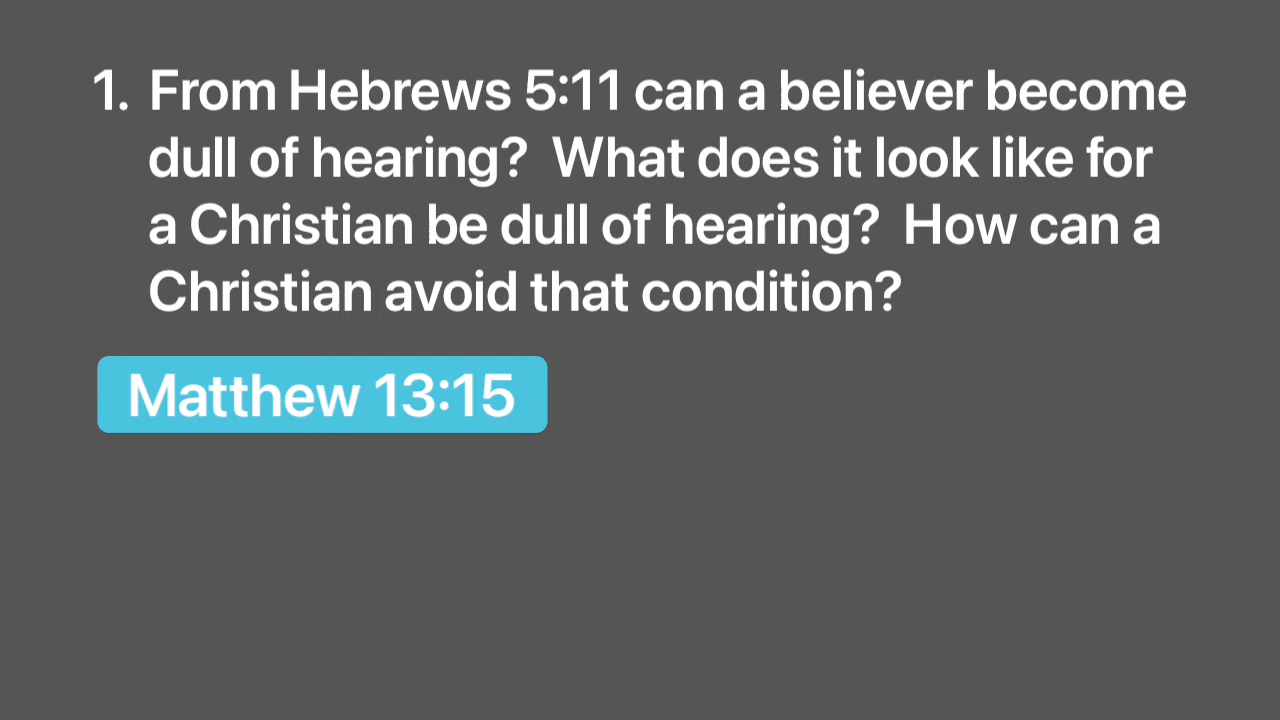 1. From Hebrews 5:11 can a believer become
dull of hearing?  What does it look like for
a Christian be dull of hearing?  How can a
Christian avoid that condition?
Matthew 13:15